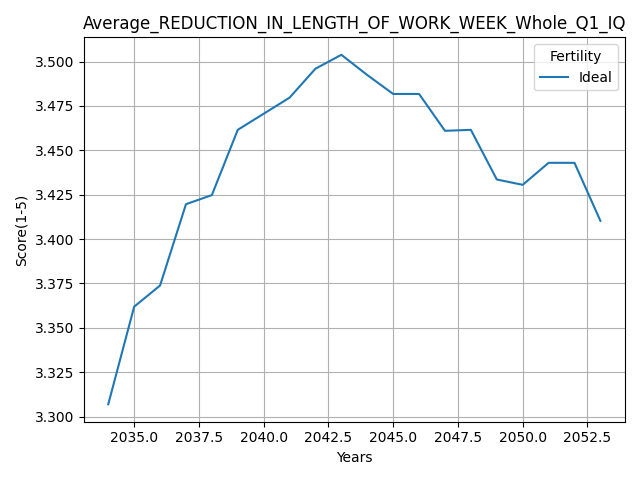 Average_REDUCTION_IN_LENGTH_OF_WORK_WEEK_Whole_Q1_IQ
Fertility
Ideal
Score(1-5)
3.500
3.475
3.450
3.425
3.400
3.375
3.350
3.325
3.300
2035.0 2037.5 2040.0 2042.5 2045.0 2047.5 2050.0 2052.5
Years